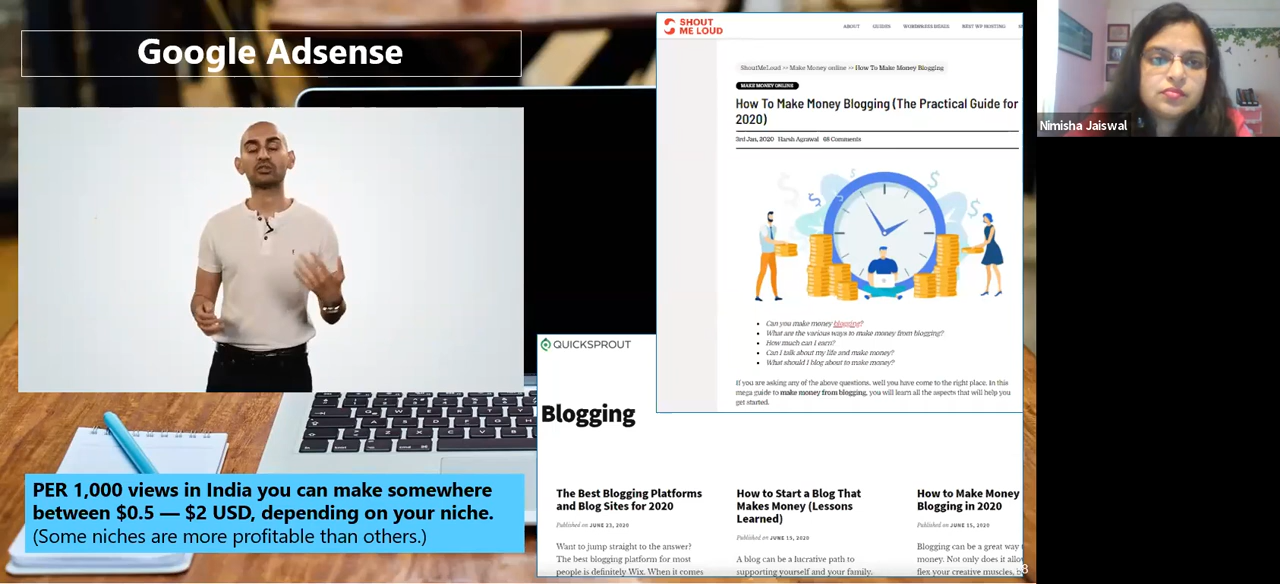 Google Adsense
PER 1,000 views in India you can make somewhere
between $0.5 — $2 USD, depending on your niche.
(Some niches are more profitable than others.)
SHOUT
ME LOUD
ABOUT GUIDES WORDPRESS DEALS BEST WP HOSTING
ShoutMeLoud >> Make Money online >> How To Make Money Blogging
MAKE MONEY ONLINE
How To Make Money Blogging (The Practical Guide for
2020)
3rd Jan, 2020 Harsh Agrawal 68 Comments
Can you make money blogging?
What are the various ways to make money from blogging?
How much can I earn?
Can I talk about my life and make money?
What should I blog about to make money?
If you are asking any of the above questions, well you have come to the right place. In this
mega guide to make money from blogging, you will learn all the aspects that will help you
get started.
QUICKSPROUT
Blogging
The Best Blogging Platforms
and Blog Sites for 2020
Published on JUNE 23, 2020
Want to jump straight to the answer?
The best blogging platform for most
people is definitely Wix. When it comes
How to Start a Blog That
Makes Money (Lessons
Learned)
Published on JUNE 15, 2020
A blog can be a lucrative path to
supporting yourself and your family.
How to Make Money
Blogging in 2020
Published on JUNE 15, 2020
Blogging can be a great way
money. Not only does it
flex your creative muscles,
8
Nimisha Jaiswal